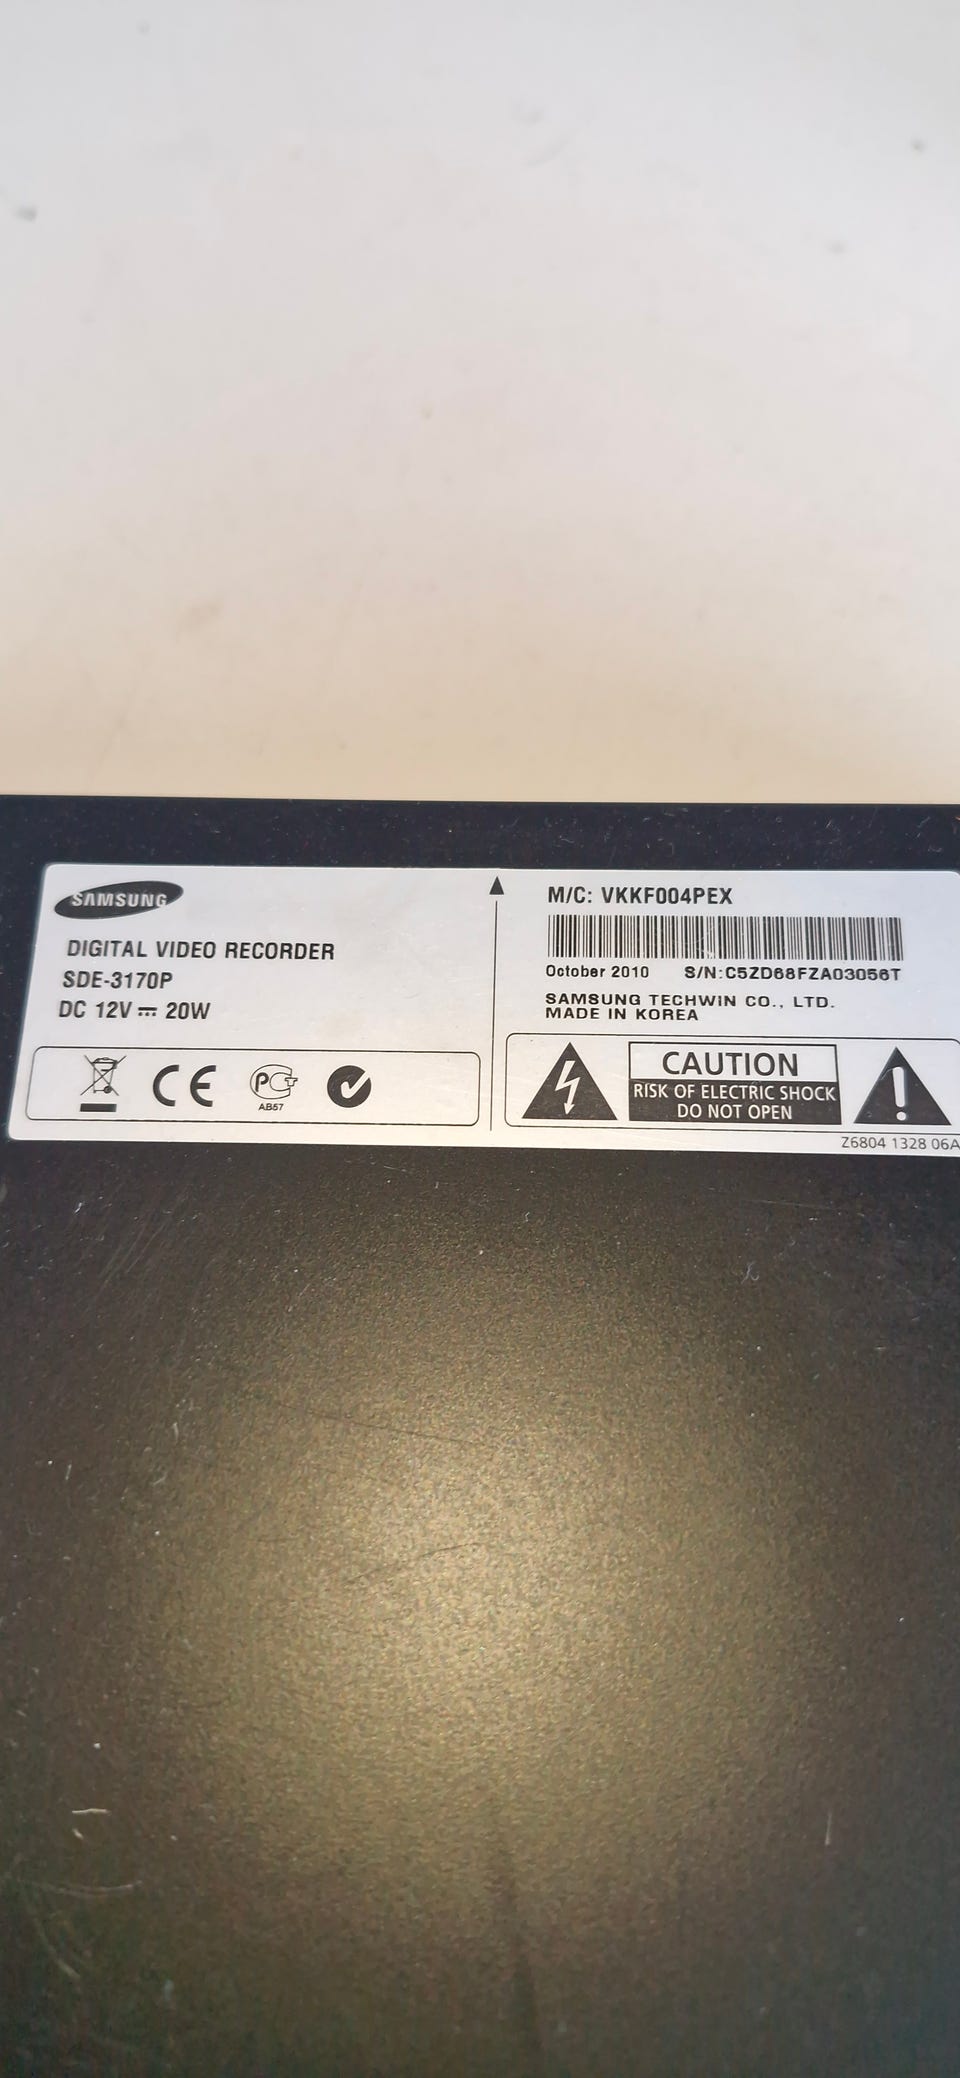 SAMSUNG
DIGITAL VIDEO RECORDER
SDE-3170P
DC 12V ⎓ 20W
CE
PCT
AB57
M/C: VKKF004PEX
October 2010 S/N:C5ZD68FZA03056T
SAMSUNG TECHWIN CO., LTD.
MADE IN KOREA
CAUTION
RISK OF ELECTRIC SHOCK
DO NOT OPEN
Z6804 1328 06A